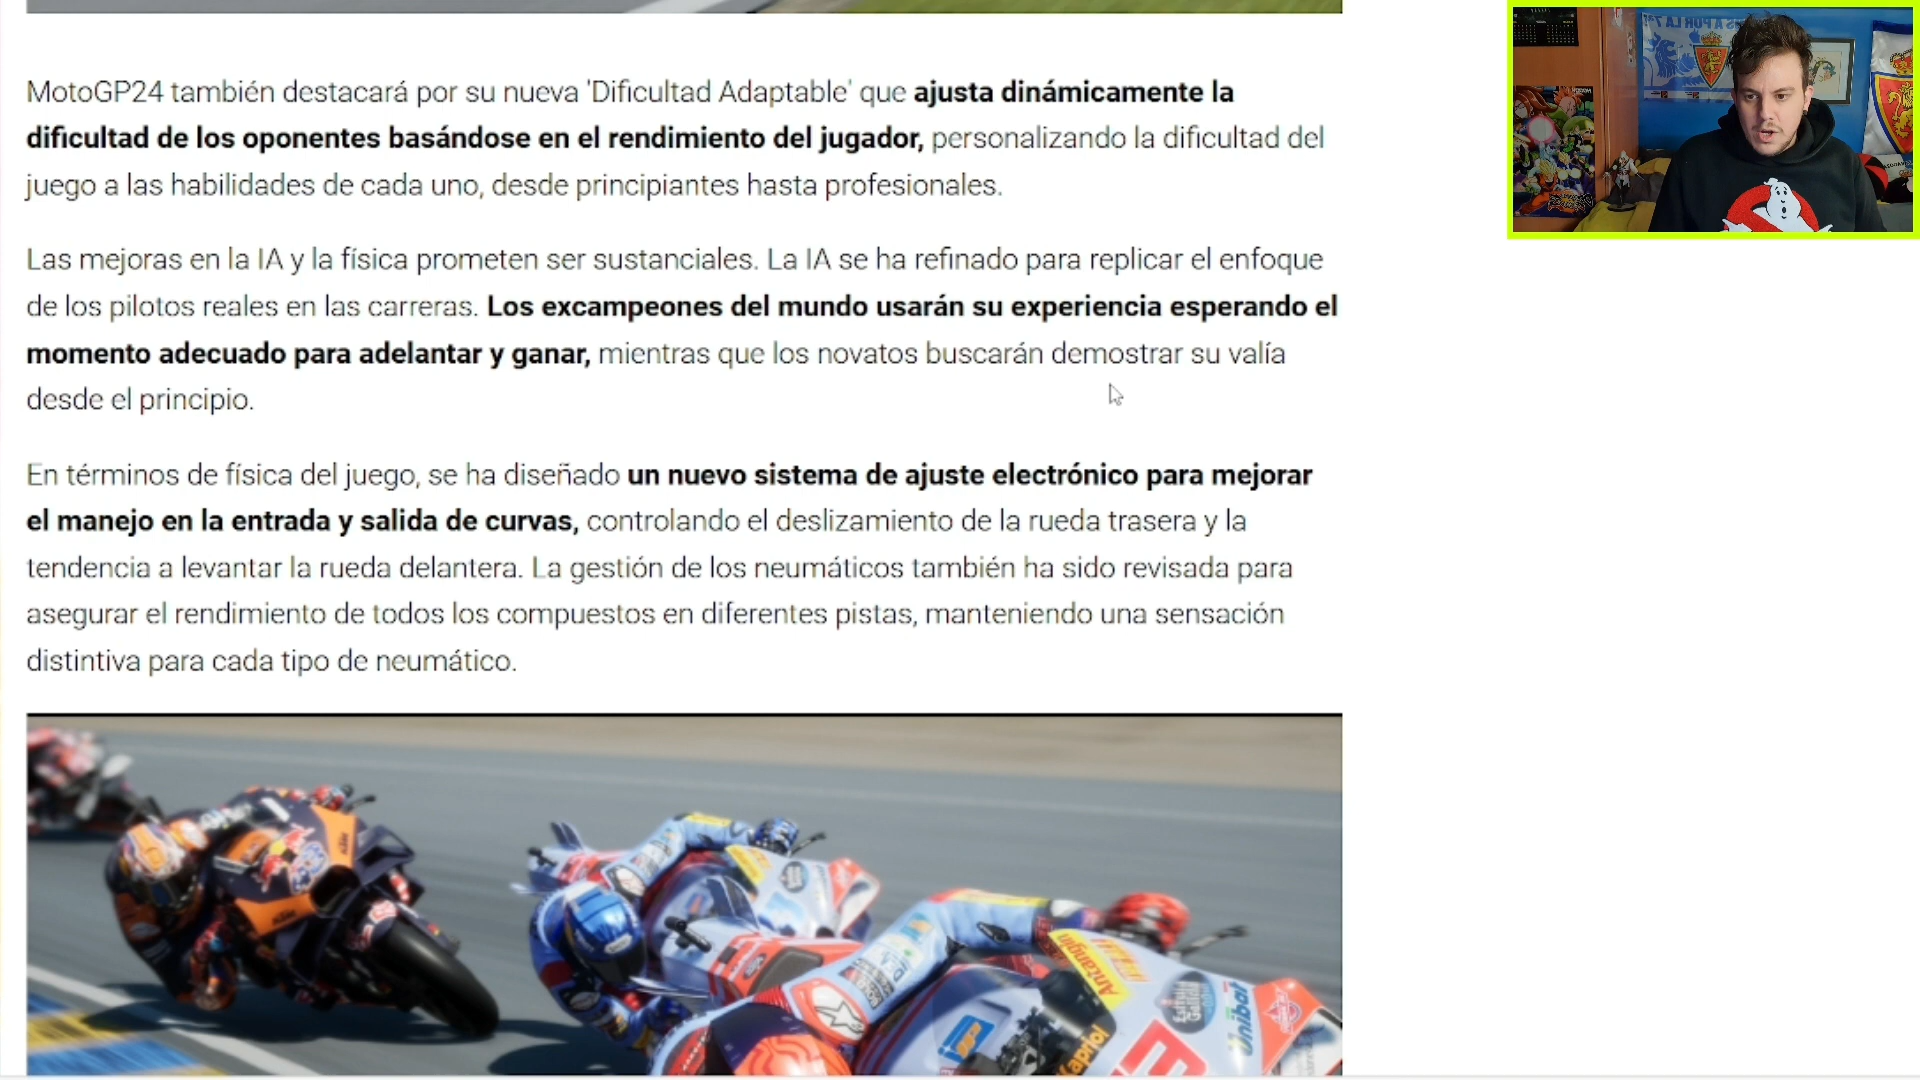 MotoGP24 también destacará por su nueva 'Dificultad Adaptable' que ajusta dinámicamente la
dificultad de los oponentes basándose en el rendimiento del jugador, personalizando la dificultad del
juego a las habilidades de cada uno, desde principiantes hasta profesionales.
Las mejoras en la IA y la física prometen ser sustanciales. La IA se ha refinado para replicar el enfoque
de los pilotos reales en las carreras. Los excampeones del mundo usarán su experiencia esperando el
momento adecuado para adelantar y ganar, mientras que los novatos buscarán demostrar su valía
desde el principio.
En términos de física del juego, se ha diseñado un nuevo sistema de ajuste electrónico para mejorar
el manejo en la entrada y salida de curvas, controlando el deslizamiento de la rueda trasera y la
tendencia a levantar la rueda delantera. La gestión de los neumáticos también ha sido revisada para
asegurar el rendimiento de todos los compuestos en diferentes pistas, manteniendo una sensación
distintiva para cada tipo de neumático.
KTM
Antangin
Unibat
Kapriol